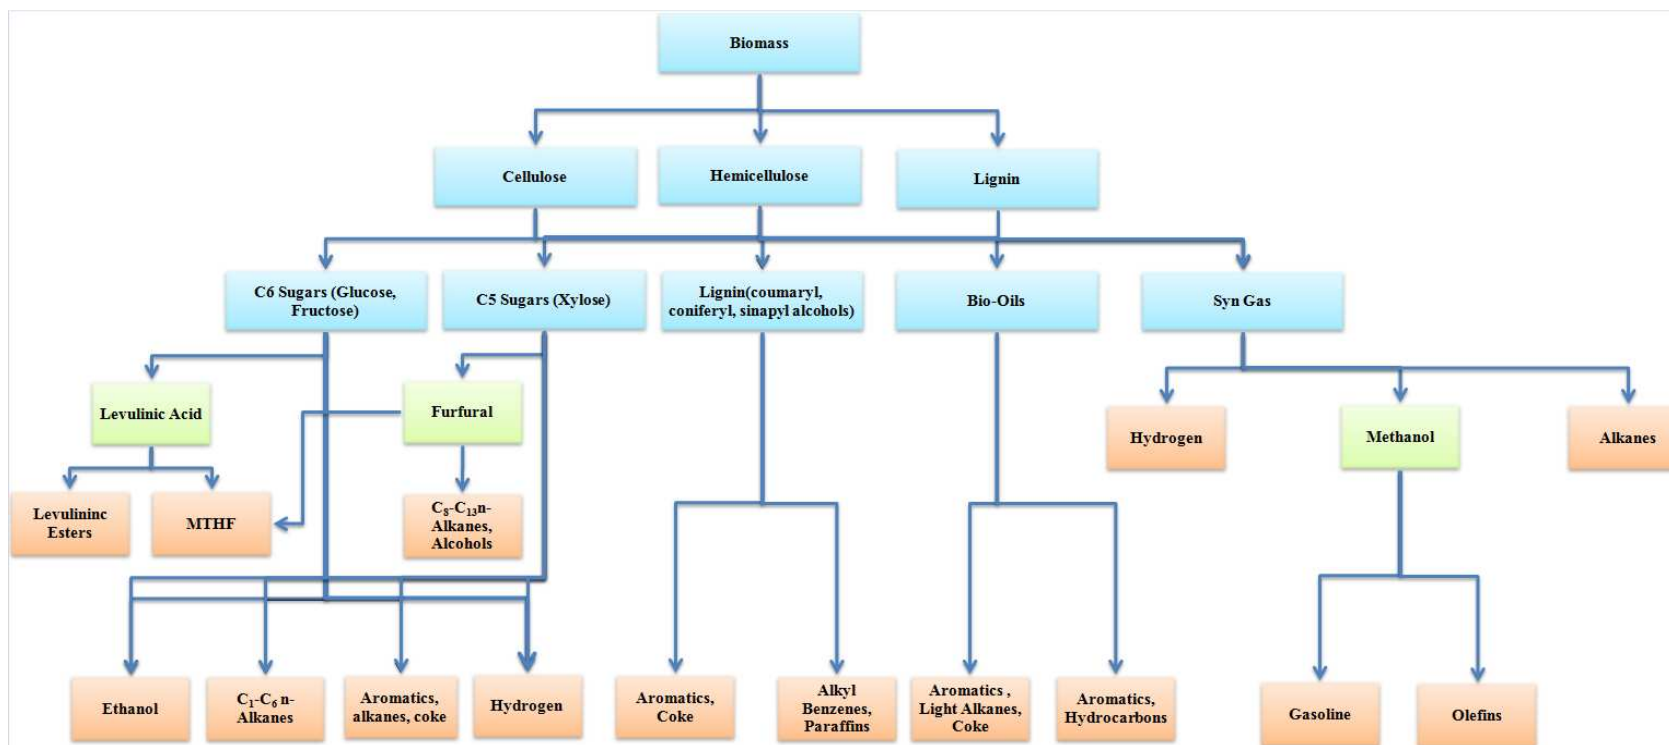 Biomass
Cellulose
Hemicellulose
Lignin
C6 Sugars (Glucose,
Fructose)
C5 Sugars (Xylose)
Lignin(coumaryl,
coniferyl, sinapyl alcohols)
Bio-Oils
Syn Gas
Levulinic Acid
Furfural
Hydrogen
Methanol
Alkanes
Levulininc
Esters
MTHF
C₈-C₁₃n-
Alkanes,
Alcohols
Ethanol
C₁-C₆ n-
Alkanes
Aromatics,
alkanes, coke
Hydrogen
Aromatics,
Coke
Alkyl
Benzenes,
Paraffins
Aromatics ,
Light Alkanes,
Coke
Aromatics,
Hydrocarbons
Gasoline
Olefins